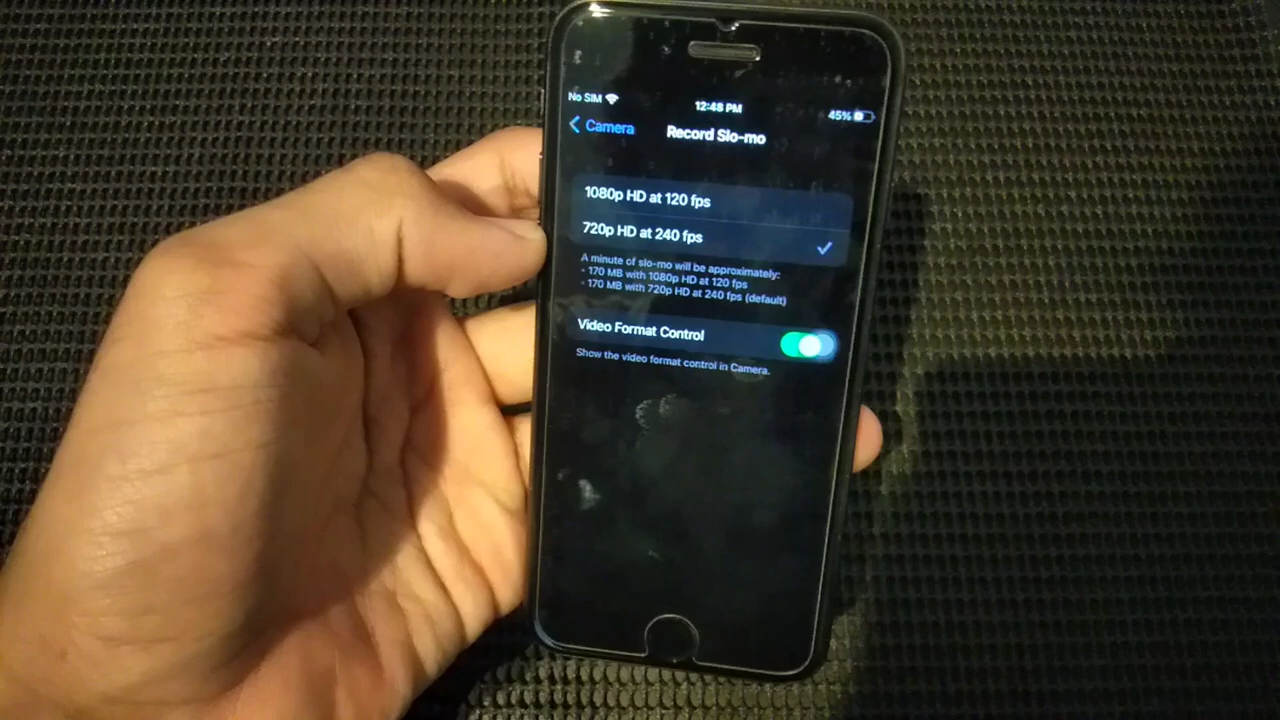 No SIM 12:48 PM 45%
Camera Record Slo-mo
1080p HD at 120 fps
720p HD at 240 fps
A minute of slo-mo will be approximately:
- 170 MB with 1080p HD at 120 fps
- 170 MB with 720p HD at 240 fps (default)
Video Format Control
Show the video format control in Camera.